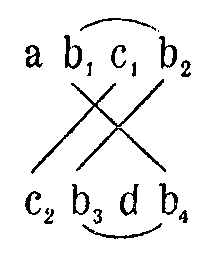 a b₁ c₁ b₂
c₂ b₃ d b₄